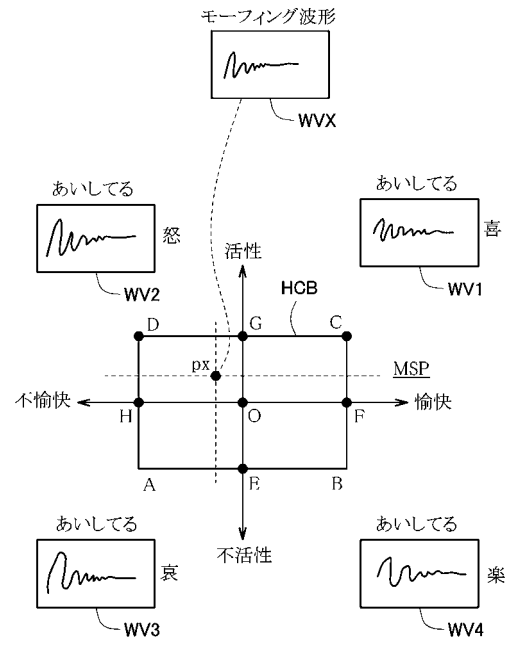 モーフィング波形
WVX
あいしてる
怒
WV2
あいしてる
喜
WV1
活性
HCB
D
G
C
px
MSP
不愉快
愉快
H
O
F
A
E
B
不活性
あいしてる
哀
WV3
あいしてる
楽
WV4